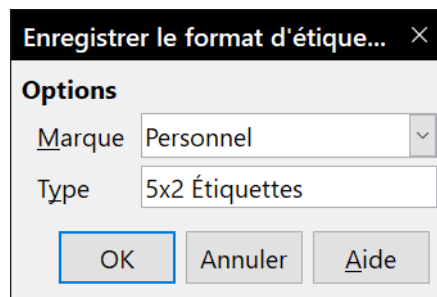 Enregistrer le format d'étique...
Options
Marque Personnel
Type 5x2 Étiquettes
OK Annuler Aide